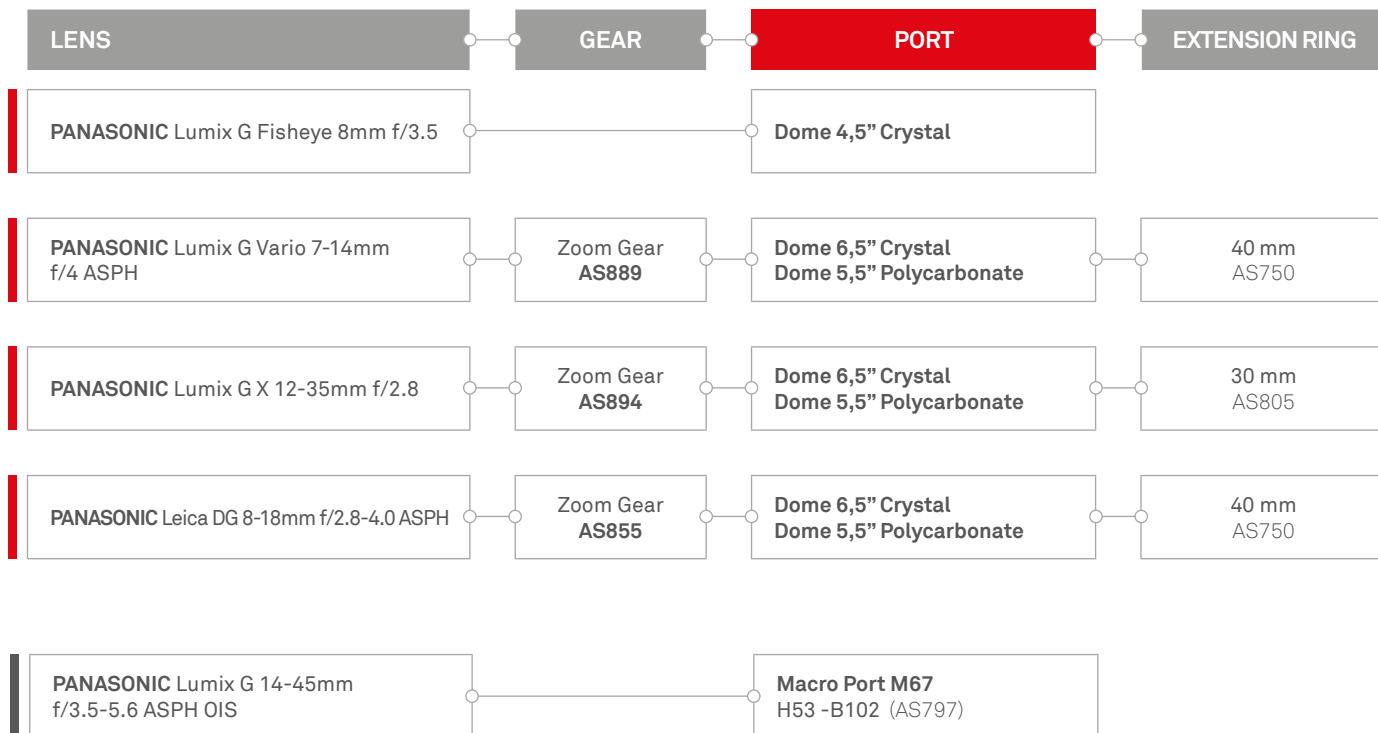 LENS GEAR PORT EXTENSION RING
PANASONIC Lumix G Fisheye 8mm f/3.5 Dome 4,5” Crystal
PANASONIC Lumix G Vario 7-14mm
f/4 ASPH
Zoom Gear
AS889
Dome 6,5” Crystal
Dome 5,5” Polycarbonate
40 mm
AS750
PANASONIC Lumix G X 12-35mm f/2.8
Zoom Gear
AS894
Dome 6,5” Crystal
Dome 5,5” Polycarbonate
30 mm
AS805
PANASONIC Leica DG 8-18mm f/2.8-4.0 ASPH
Zoom Gear
AS855
Dome 6,5” Crystal
Dome 5,5” Polycarbonate
40 mm
AS750
PANASONIC Lumix G 14-45mm
f/3.5-5.6 ASPH OIS
Macro Port M67
H53 -B102 (AS797)